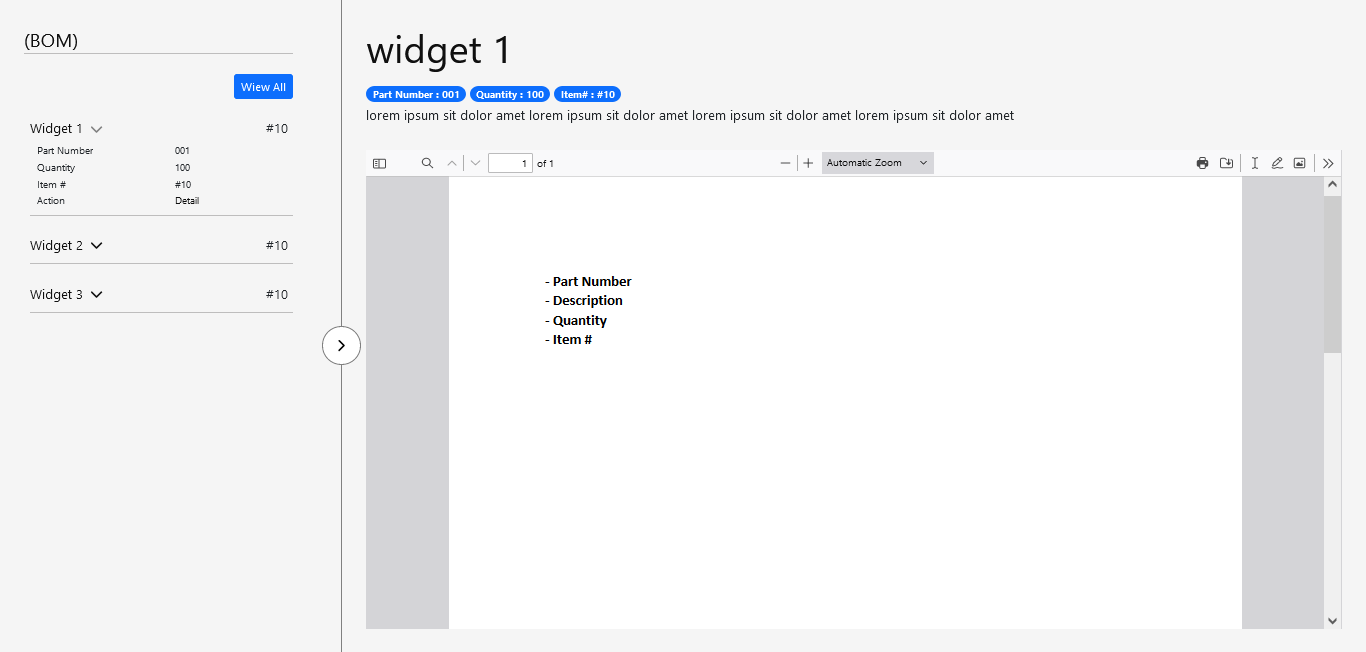 (BOM)
Wiew All
Widget 1 #10
Part Number 001
Quantity 100
Item # #10
Action Detail
Widget 2 #10
Widget 3 #10
widget 1
Part Number : 001 Quantity : 100 Item# : #10
lorem ipsum sit dolor amet lorem ipsum sit dolor amet lorem ipsum sit dolor amet lorem ipsum sit dolor amet
1 of 1 Automatic Zoom
- Part Number
- Description
- Quantity
- Item #